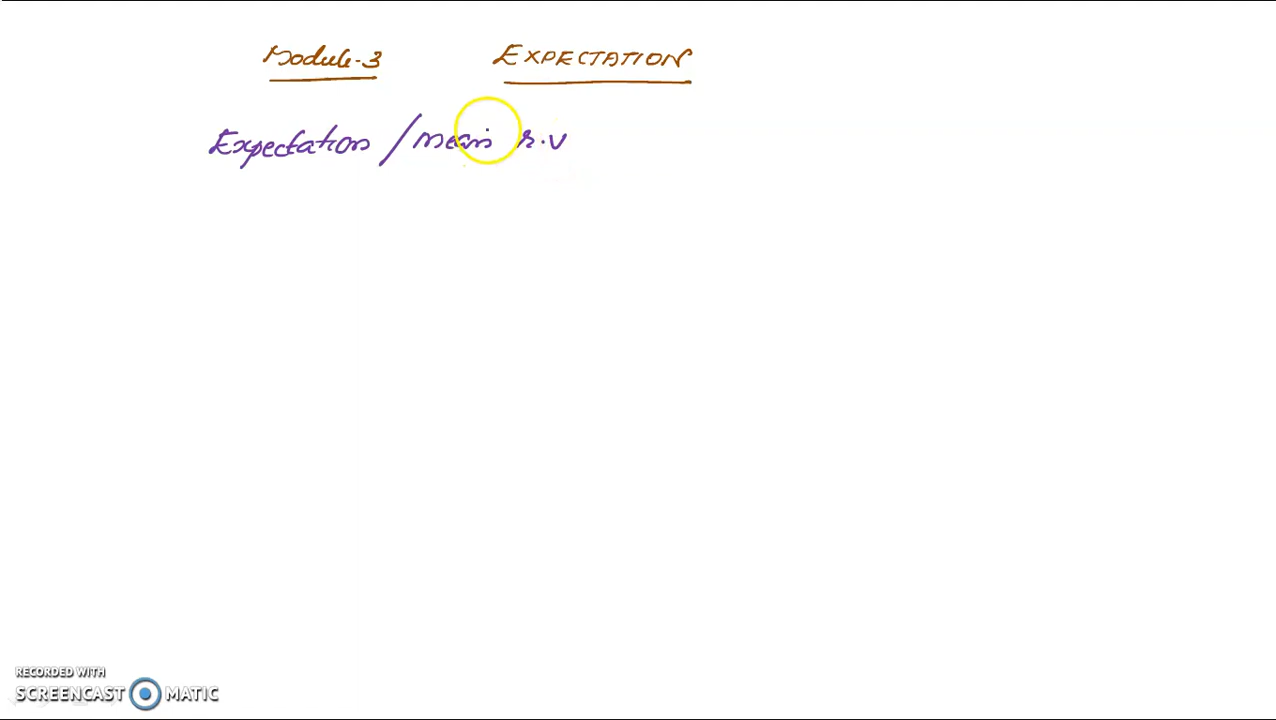 Module-3 EXPECTATION
Expectation / mean r.v
RECORDED WITH
SCREENCAST MATIC